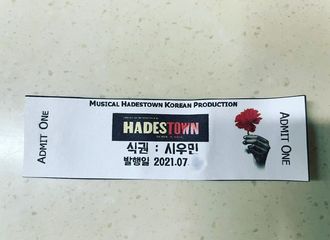 MUSICAL HADESTOWN KOREAN PRODUCTION
ADMIT ONE
HADESTOWN
식권 : 시우민
발행일 2021.07
ADMIT ONE